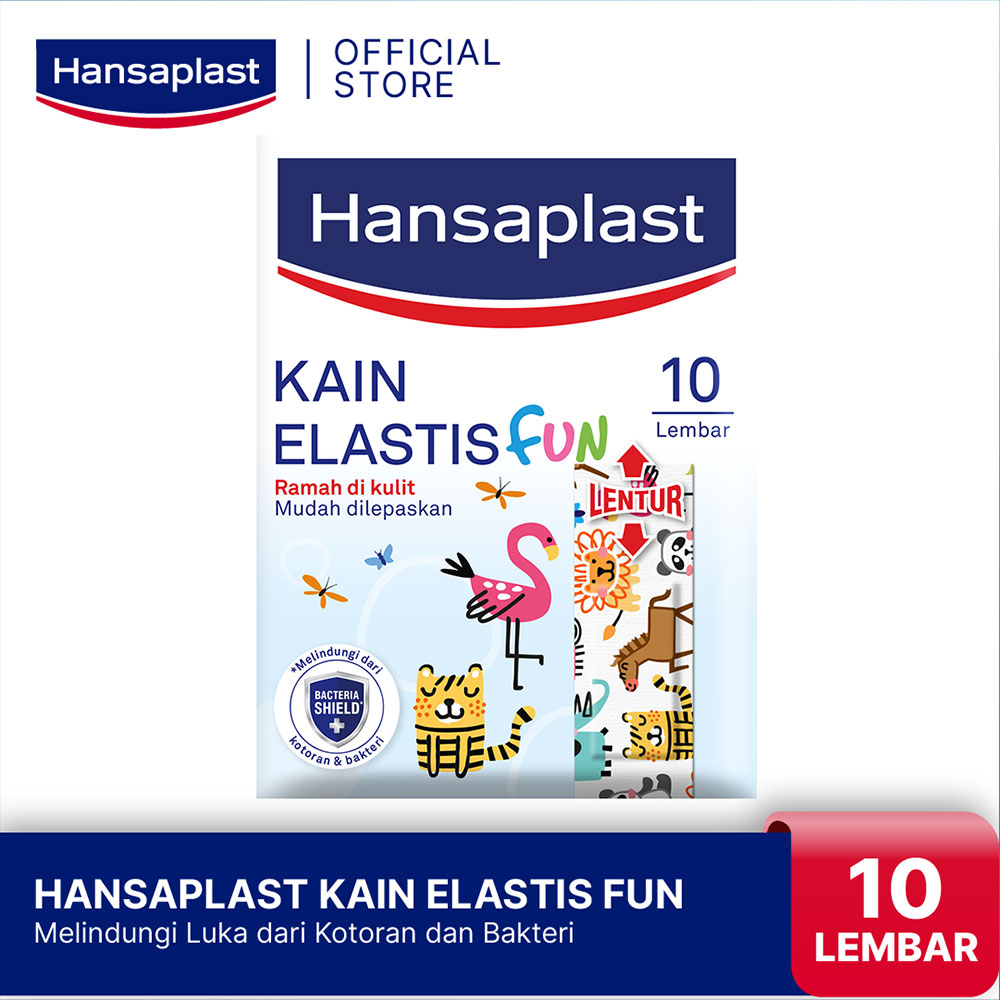 Hansaplast
OFFICIAL
STORE
Hansaplast
KAIN
ELASTIS FUN
10
Lembar
Ramah di kulit
Mudah dilepaskan
LENTUR
*Melindungi dari
BACTERIA
SHIELD*
kotoran & bakteri
HANSAPLAST KAIN ELASTIS FUN
Melindungi Luka dari Kotoran dan Bakteri
10
LEMBAR